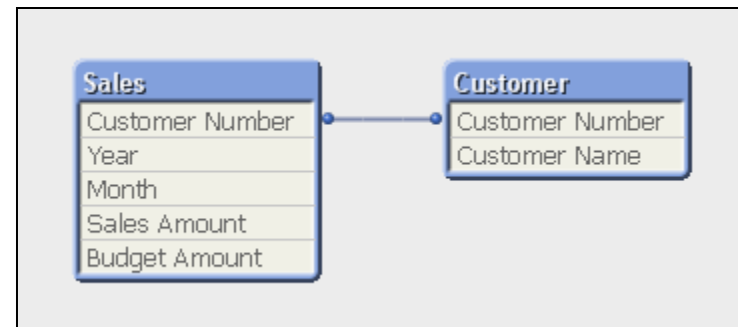 Sales
Customer Number
Year
Month
Sales Amount
Budget Amount
Customer
Customer Number
Customer Name